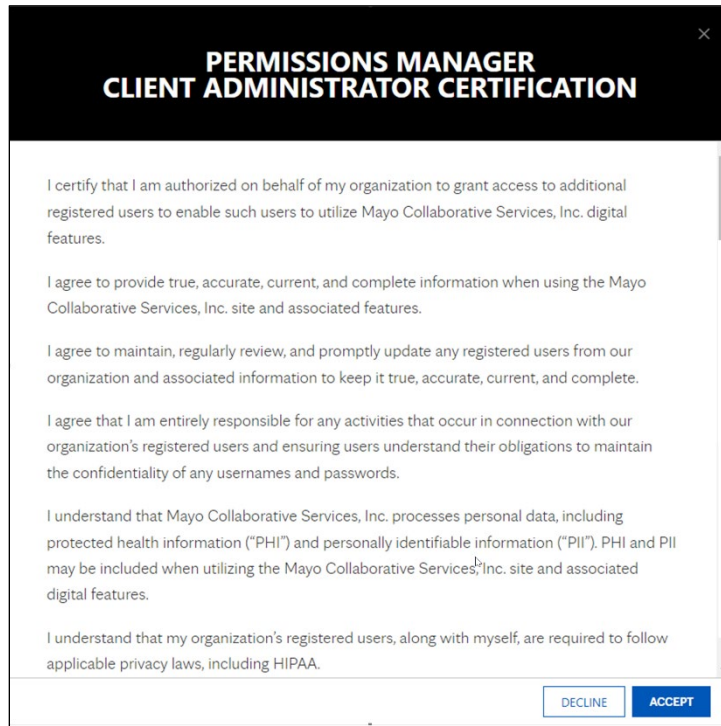 PERMISSIONS MANAGER
CLIENT ADMINISTRATOR CERTIFICATION
I certify that I am authorized on behalf of my organization to grant access to additional
registered users to enable such users to utilize Mayo Collaborative Services, Inc. digital
features.
I agree to provide true, accurate, current, and complete information when using the Mayo
Collaborative Services, Inc. site and associated features.
I agree to maintain, regularly review, and promptly update any registered users from our
organization and associated information to keep it true, accurate, current, and complete.
I agree that I am entirely responsible for any activities that occur in connection with our
organization’s registered users and ensuring users understand their obligations to maintain
the confidentiality of any usernames and passwords.
I understand that Mayo Collaborative Services, Inc. processes personal data, including
protected health information (“PHI”) and personally identifiable information (“PII”). PHI and PII
may be included when utilizing the Mayo Collaborative Services, Inc. site and associated
digital features.
I understand that my organization’s registered users, along with myself, are required to follow
applicable privacy laws, including HIPAA.
DECLINE ACCEPT